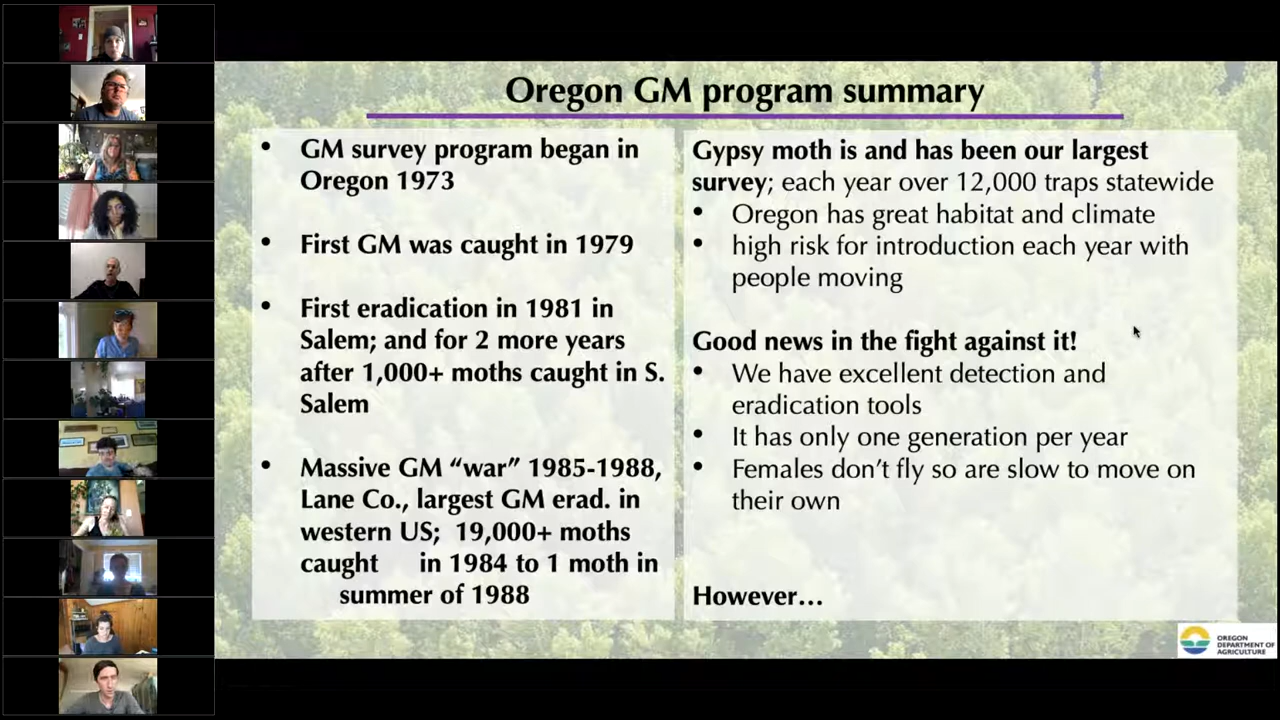 Oregon GM program summary
• GM survey program began in
Oregon 1973
• First GM was caught in 1979
• First eradication in 1981 in
Salem; and for 2 more years
after 1,000+ moths caught in S.
Salem
• Massive GM “war” 1985-1988,
Lane Co., largest GM erad. in
western US; 19,000+ moths
caught in 1984 to 1 moth in
summer of 1988
Gypsy moth is and has been our largest
survey; each year over 12,000 traps statewide
• Oregon has great habitat and climate
• high risk for introduction each year with
people moving
Good news in the fight against it!
• We have excellent detection and
eradication tools
• It has only one generation per year
• Females don’t fly so are slow to move on
their own
However…
OREGON
DEPARTMENT OF
AGRICULTURE